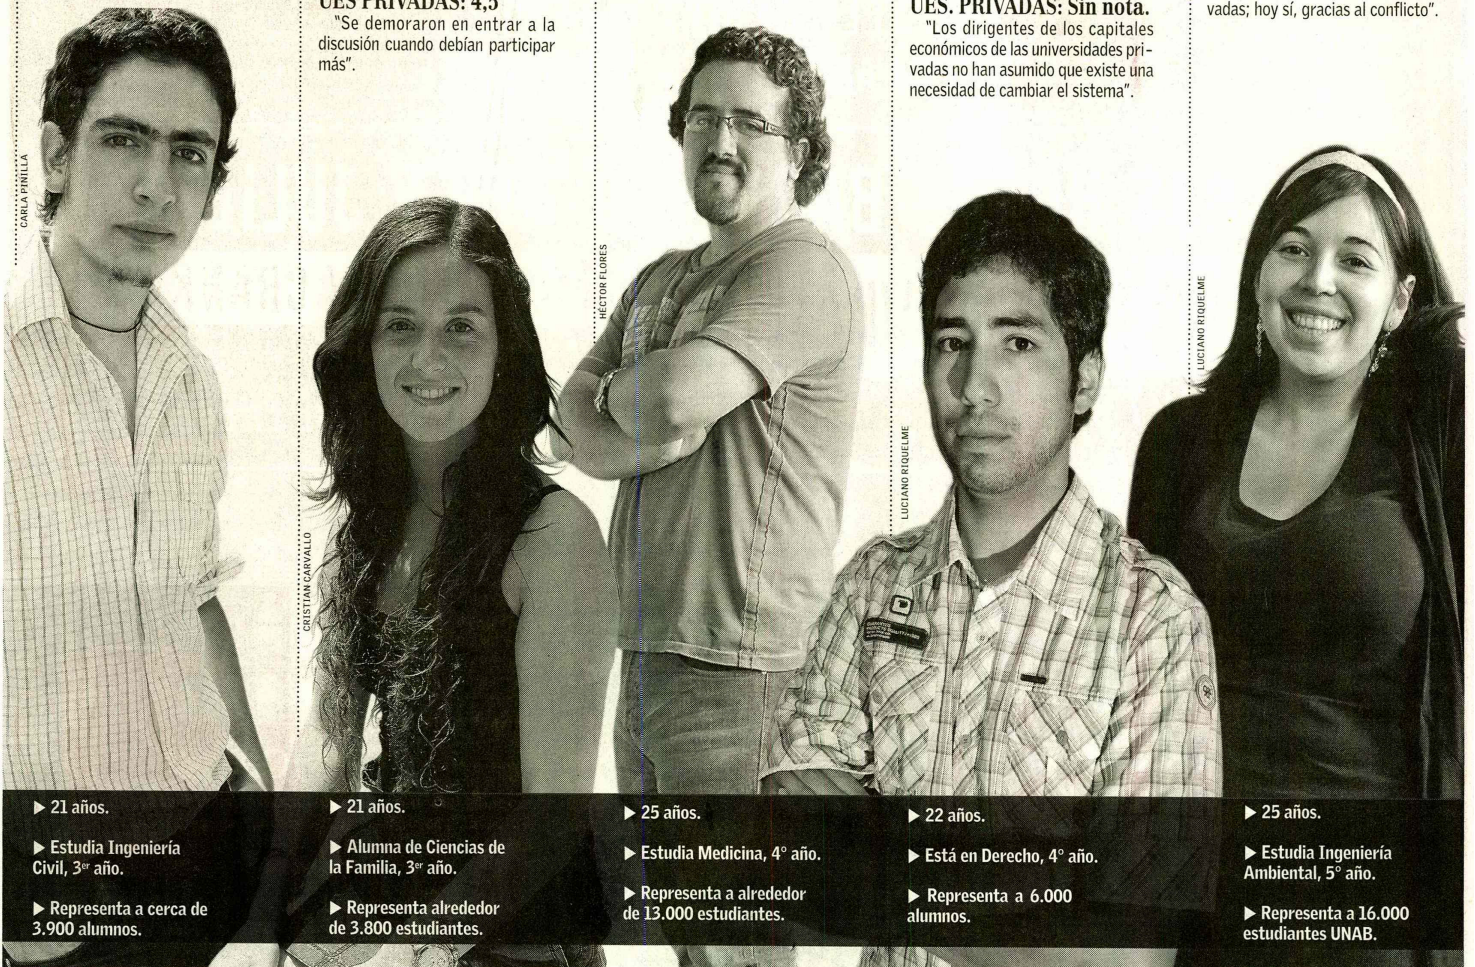 UES PRIVADAS: 4,5
"Se demoraron en entrar a la
discusión cuando debían participar
más".
UES. PRIVADAS: Sin nota.
"Los dirigentes de los capitales
económicos de las universidades pri-
vadas no han asumido que existe una
necesidad de cambiar el sistema".
vadas; hoy sí, gracias al conflicto".
CARLA PINILLA
CRISTIAN CARVALLO
HÉCTOR FLORES
LUCIANO RIQUELME
LUCIANO RIQUELME
▶ 21 años.
▶ Estudia Ingeniería
Civil, 3er año.
▶ Representa a cerca de
3.900 alumnos.
▶ 21 años.
▶ Alumna de Ciencias de
la Familia, 3er año.
▶ Representa alrededor
de 3.800 estudiantes.
▶ 25 años.
▶ Estudia Medicina, 4° año.
▶ Representa a alrededor
de 13.000 estudiantes.
▶ 22 años.
▶ Está en Derecho, 4° año.
▶ Representa a 6.000
alumnos.
▶ 25 años.
▶ Estudia Ingeniería
Ambiental, 5° año.
▶ Representa a 16.000
estudiantes UNAB.